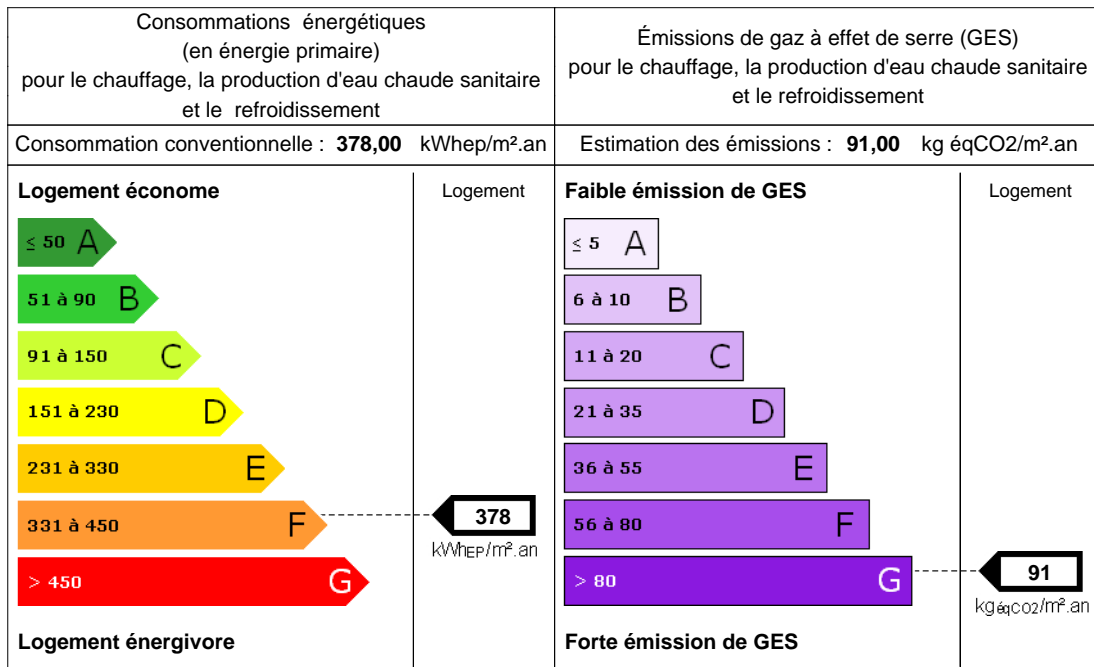 Consommations énergétiques
(en énergie primaire)
pour le chauffage, la production d'eau chaude sanitaire
et le refroidissement
Émissions de gaz à effet de serre (GES)
pour le chauffage, la production d'eau chaude sanitaire
et le refroidissement
Consommation conventionnelle : 378,00 kWhep/m².an
Estimation des émissions : 91,00 kg éqCO2/m².an
Logement économe
Logement
≤ 50 A
51 à 90 B
91 à 150 C
151 à 230 D
231 à 330 E
331 à 450 F
> 450 G
378
kWhEP/m².an
Logement énergivore
Faible émission de GES
Logement
≤ 5 A
6 à 10 B
11 à 20 C
21 à 35 D
36 à 55 E
56 à 80 F
> 80 G
91
kgéqCO2/m².an
Forte émission de GES